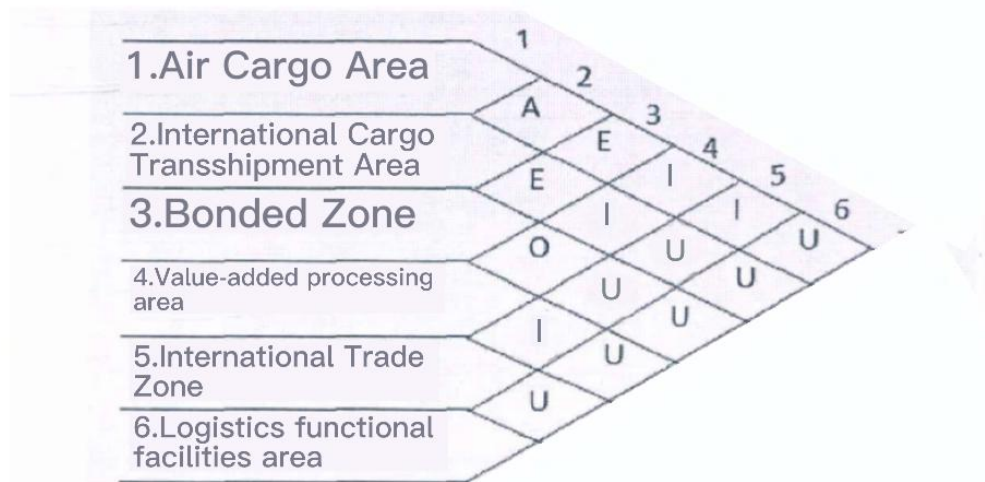 1.Air Cargo Area
2.International Cargo
Transshipment Area
3.Bonded Zone
4.Value-added processing
area
5.International Trade
Zone
6.Logistics functional
facilities area
1
2
3
4
5
6
A
E
I
I
U
E
I
U
U
O
U
U
I
U
U